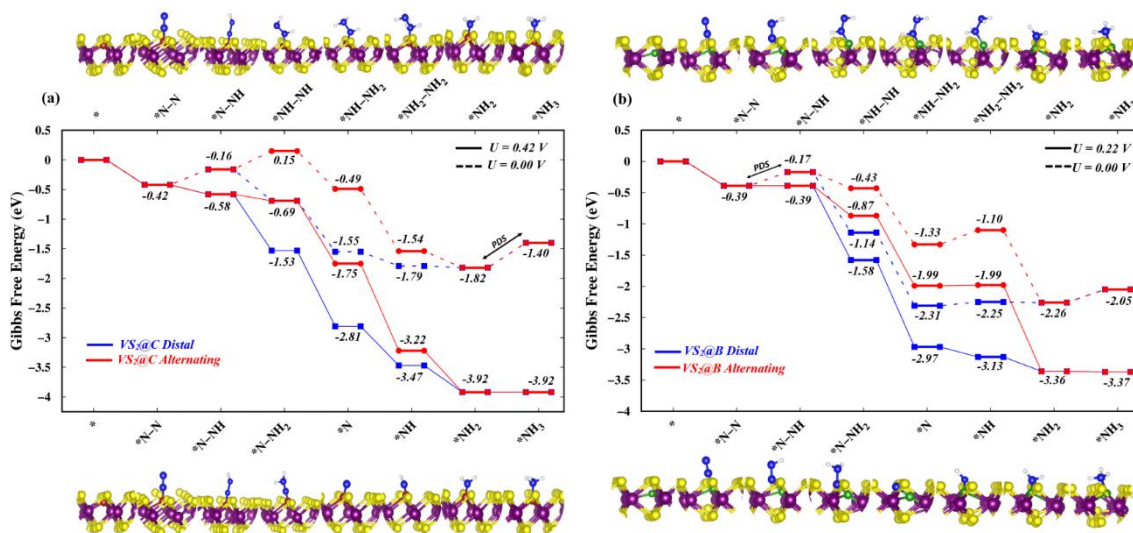 (a)
*
*N–N
*N–NH
*NH–NH
*NH–NH₂
*NH₂–NH₂
*NH₂
*NH₃
Gibbs Free Energy (eV)
0.5
0
−0.5
−1
−1.5
−2
−2.5
−3
−3.5
−4
U = 0.42 V
U = 0.00 V
-0.42
-0.16
-0.58
0.15
-0.69
-1.53
-0.49
-1.55
-1.75
-2.81
-1.54
-1.79
-3.22
-3.47
PDS
-1.82
-3.92
-1.40
-3.92
VS₂@C Distal
VS₂@C Alternating
*
*N–N
*N–NH
*N–NH₂
*N
*NH
*NH₂
*NH₃
(b)
*
*N–N
*N–NH
*NH–NH
*NH–NH₂
*NH₂–NH₂
*NH₂
*NH₃
Gibbs Free Energy (eV)
0.5
0
−0.5
−1
−1.5
−2
−2.5
−3
−3.5
−4
U = 0.22 V
U = 0.00 V
PDS
-0.39
-0.17
-0.39
-0.43
-0.87
-1.14
-1.58
-1.33
-1.99
-2.31
-2.97
-1.10
-1.99
-2.25
-3.13
-2.26
-3.36
-2.05
-3.37
VS₂@B Distal
VS₂@B Alternating
*
*N–N
*N–NH
*N–NH₂
*N
*NH
*NH₂
*NH₃